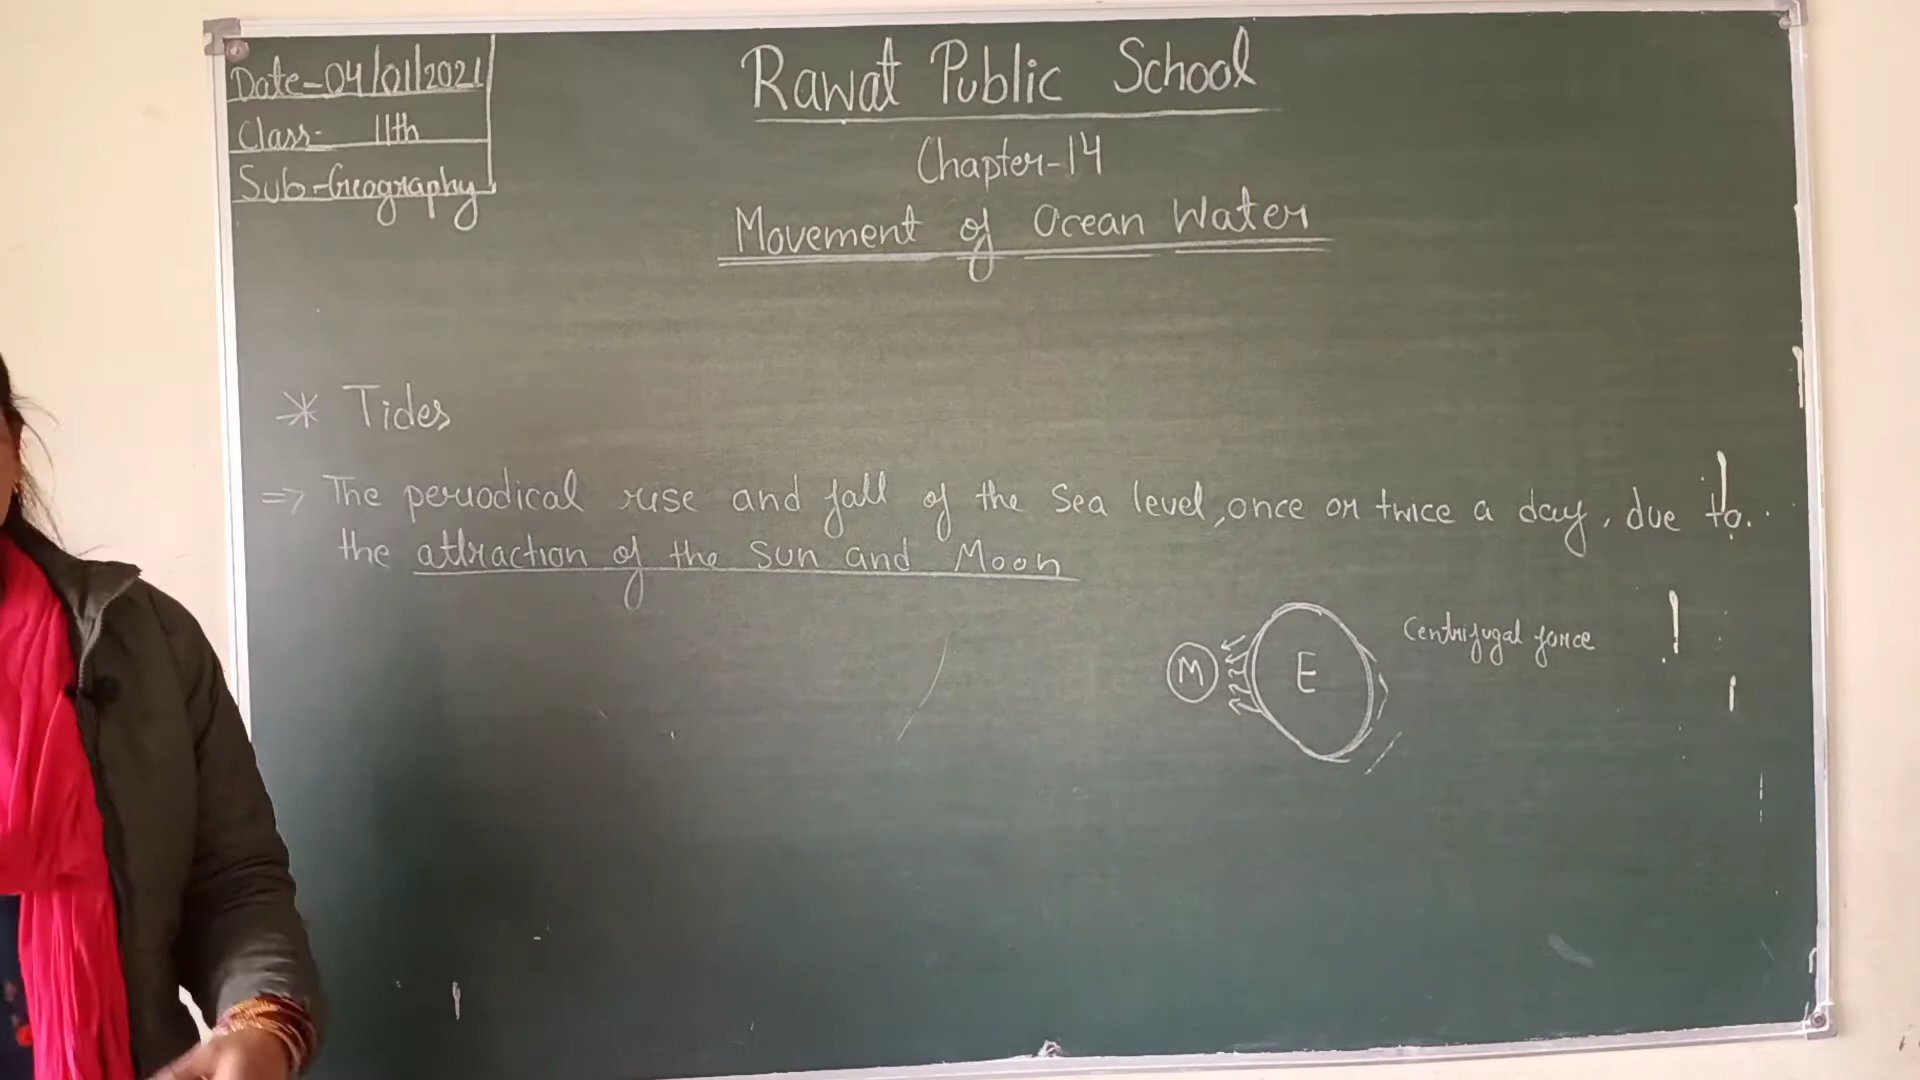 Date-04/01/2021
Class- 11th
Sub-Geography
Rawat Public School
Chapter-14
Movement of Ocean Water
* Tides
=> The periodical rise and fall of the Sea level, once or twice a day, due to
the attraction of the Sun and Moon
M
E
Centrifugal force